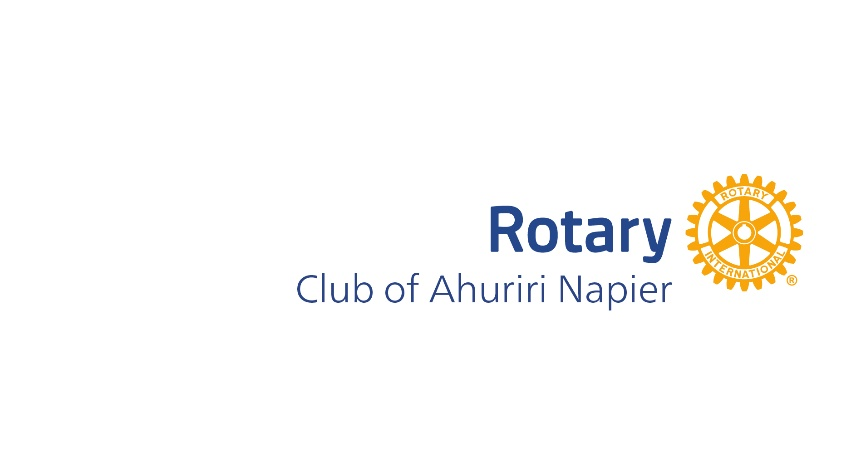 Rotary
Club of Ahuriri Napier
ROTARY
INTERNATIONAL
®